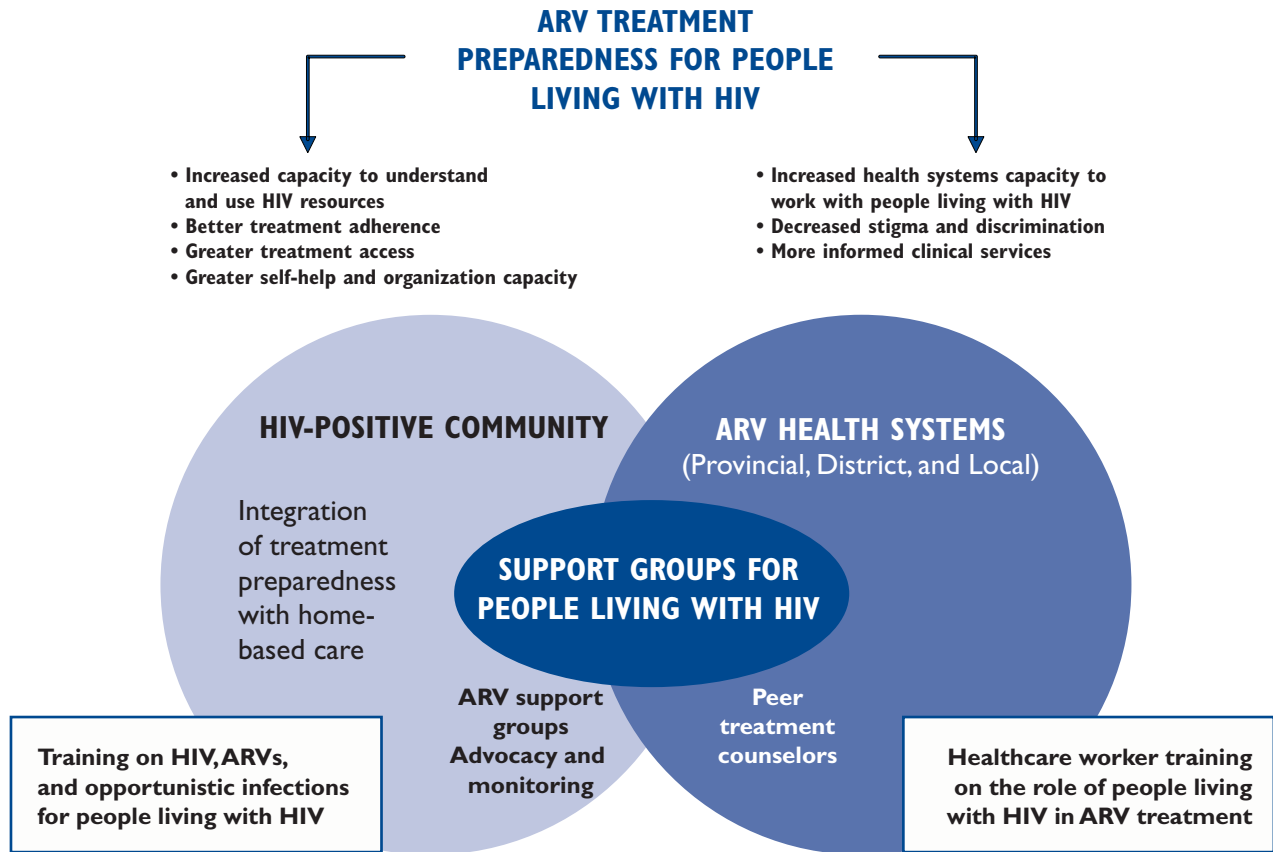 ARV TREATMENT
PREPAREDNESS FOR PEOPLE
LIVING WITH HIV
• Increased capacity to understand
and use HIV resources
• Better treatment adherence
• Greater treatment access
• Greater self-help and organization capacity
• Increased health systems capacity to
work with people living with HIV
• Decreased stigma and discrimination
• More informed clinical services
HIV-POSITIVE COMMUNITY
Integration
of treatment
preparedness
with home-
based care
ARV HEALTH SYSTEMS
(Provincial, District, and Local)
SUPPORT GROUPS FOR
PEOPLE LIVING WITH HIV
ARV support
groups
Advocacy and
monitoring
Peer
treatment
counselors
Training on HIV, ARVs,
and opportunistic infections
for people living with HIV
Healthcare worker training
on the role of people living
with HIV in ARV treatment